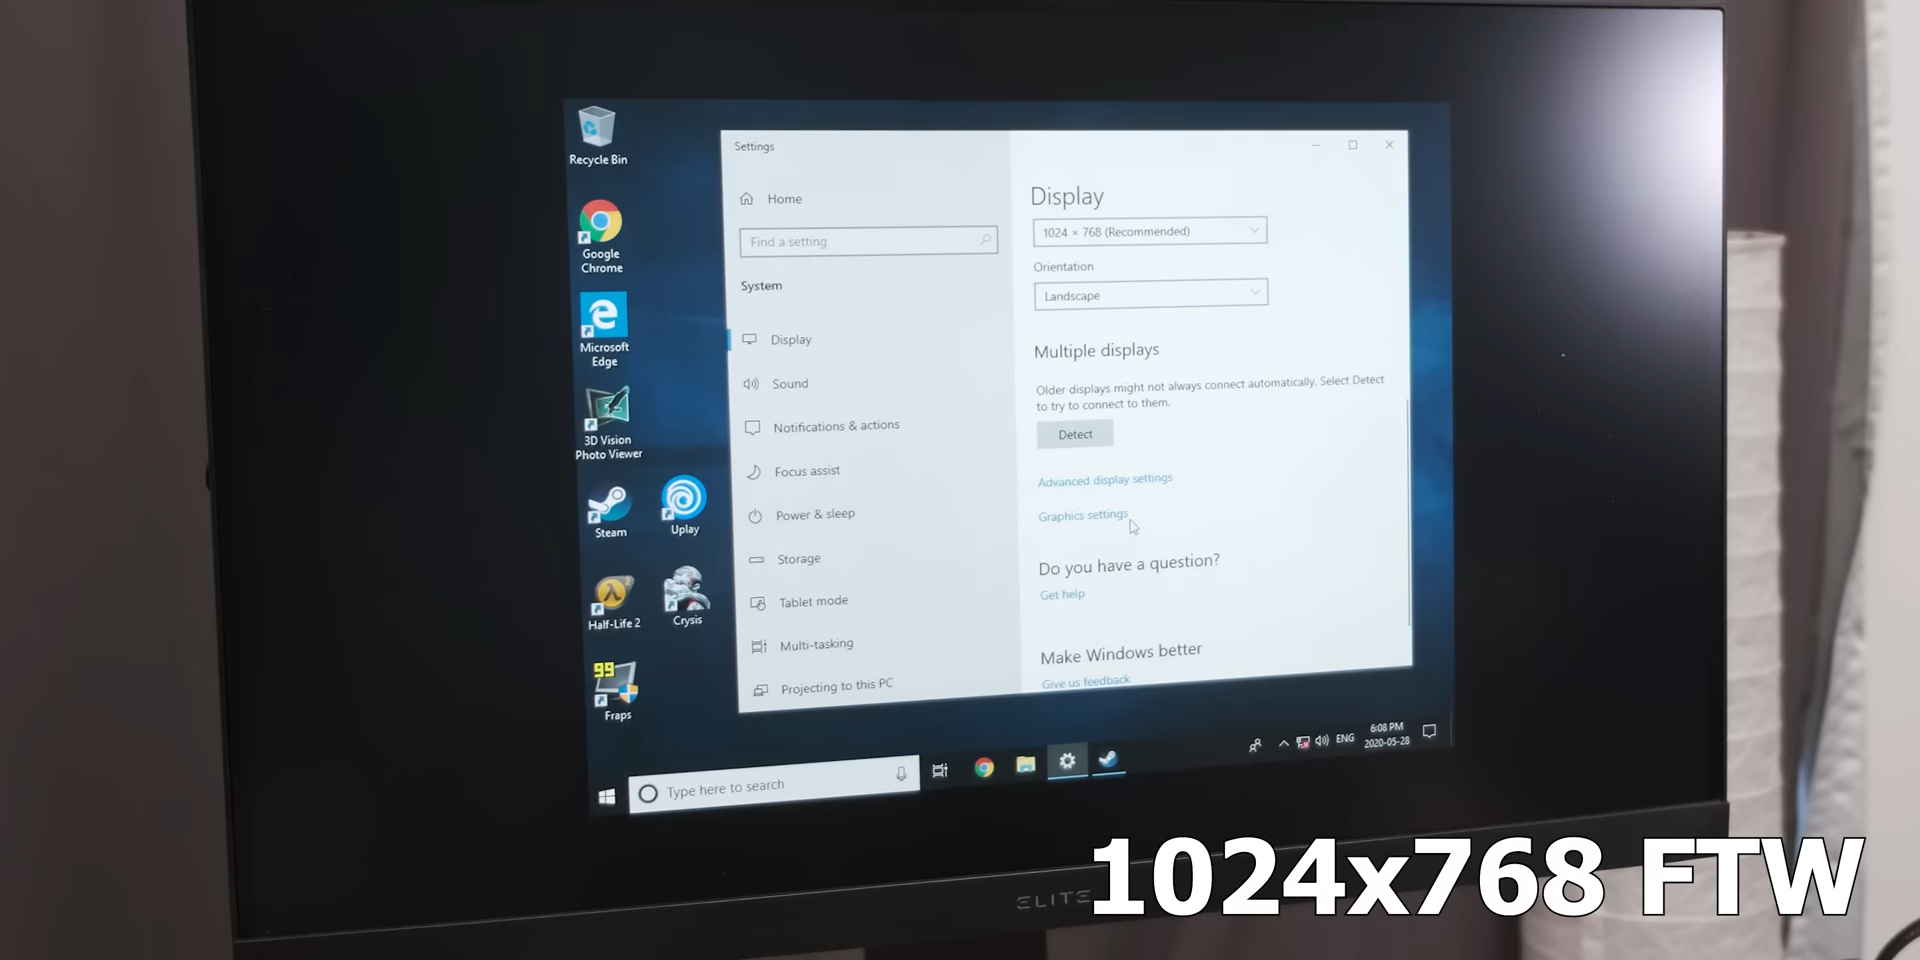 Recycle Bin
Google
Chrome
Microsoft
Edge
3D Vision
Photo Viewer
Steam
Uplay
Half-Life 2
Crysis
99
Fraps
Settings
Home
Find a setting
System
Display
Sound
Notifications & actions
Focus assist
Power & sleep
Storage
Tablet mode
Multi-tasking
Projecting to this PC
Display
1024 × 768 (Recommended)
Orientation
Landscape
Multiple displays
Older displays might not always connect automatically. Select Detect
to try to connect to them.
Detect
Advanced display settings
Graphics settings
Do you have a question?
Get help
Make Windows better
Give us feedback
Type here to search
ENG
6:08 PM
2020-05-28
ELITE
1024x768 FTW